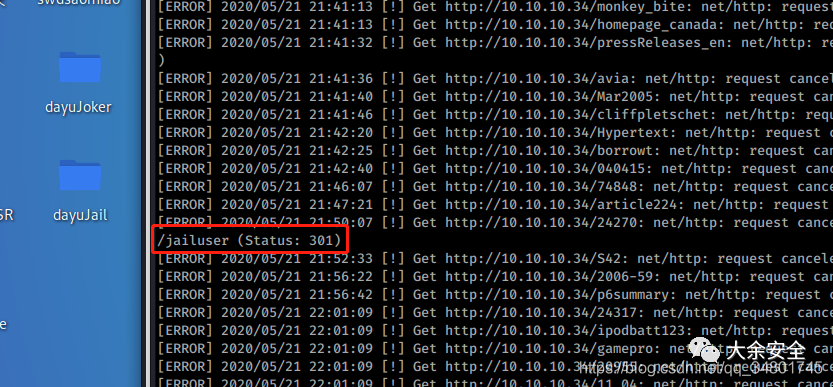 swdsaomiao
dayuJoker
SR
dayuJail
e
[ERROR] 2020/05/21 21:41:13 [!] Get http://10.10.10.34/monkey_bite: net/http: request
[ERROR] 2020/05/21 21:41:13 [!] Get http://10.10.10.34/homepage_canada: net/http: requ
[ERROR] 2020/05/21 21:41:32 [!] Get http://10.10.10.34/pressReleases_en: net/http: re
)
[ERROR] 2020/05/21 21:41:36 [!] Get http://10.10.10.34/avia: net/http: request cancel
[ERROR] 2020/05/21 21:41:40 [!] Get http://10.10.10.34/Mar2005: net/http: request can
[ERROR] 2020/05/21 21:41:46 [!] Get http://10.10.10.34/cliffpletschet: net/http: requ
[ERROR] 2020/05/21 21:42:20 [!] Get http://10.10.10.34/Hypertext: net/http: request c
[ERROR] 2020/05/21 21:42:25 [!] Get http://10.10.10.34/borrowt: net/http: request can
[ERROR] 2020/05/21 21:42:40 [!] Get http://10.10.10.34/040415: net/http: request canc
[ERROR] 2020/05/21 21:46:07 [!] Get http://10.10.10.34/74848: net/http: request cance
[ERROR] 2020/05/21 21:47:21 [!] Get http://10.10.10.34/article224: net/http: request
[ERROR] 2020/05/21 21:50:07 [!] Get http://10.10.10.34/24270: net/http: request cance
/jailuser (Status: 301)
[ERROR] 2020/05/21 21:52:33 [!] Get http://10.10.10.34/S42: net/http: request cancele
[ERROR] 2020/05/21 21:56:22 [!] Get http://10.10.10.34/2006-59: net/http: request can
[ERROR] 2020/05/21 21:56:42 [!] Get http://10.10.10.34/p6summary: net/http: request c
[ERROR] 2020/05/21 22:01:09 [!] Get http://10.10.10.34/24317: net/http: request cance
[ERROR] 2020/05/21 22:01:09 [!] Get http://10.10.10.34/ipodbatt123: net/http: request
[ERROR] 2020/05/21 22:01:09 [!] Get http://10.10.10.34/gamepro: net/http:
大余安全
[ERROR] 2020/05/21 22:01:09 [!] Get
https://blog.csdn.net/qq_34801745
[ERROR] 2020/05/21 22:01:09 [!] Get http://10.10.10.34/11_04: net/http: request canc